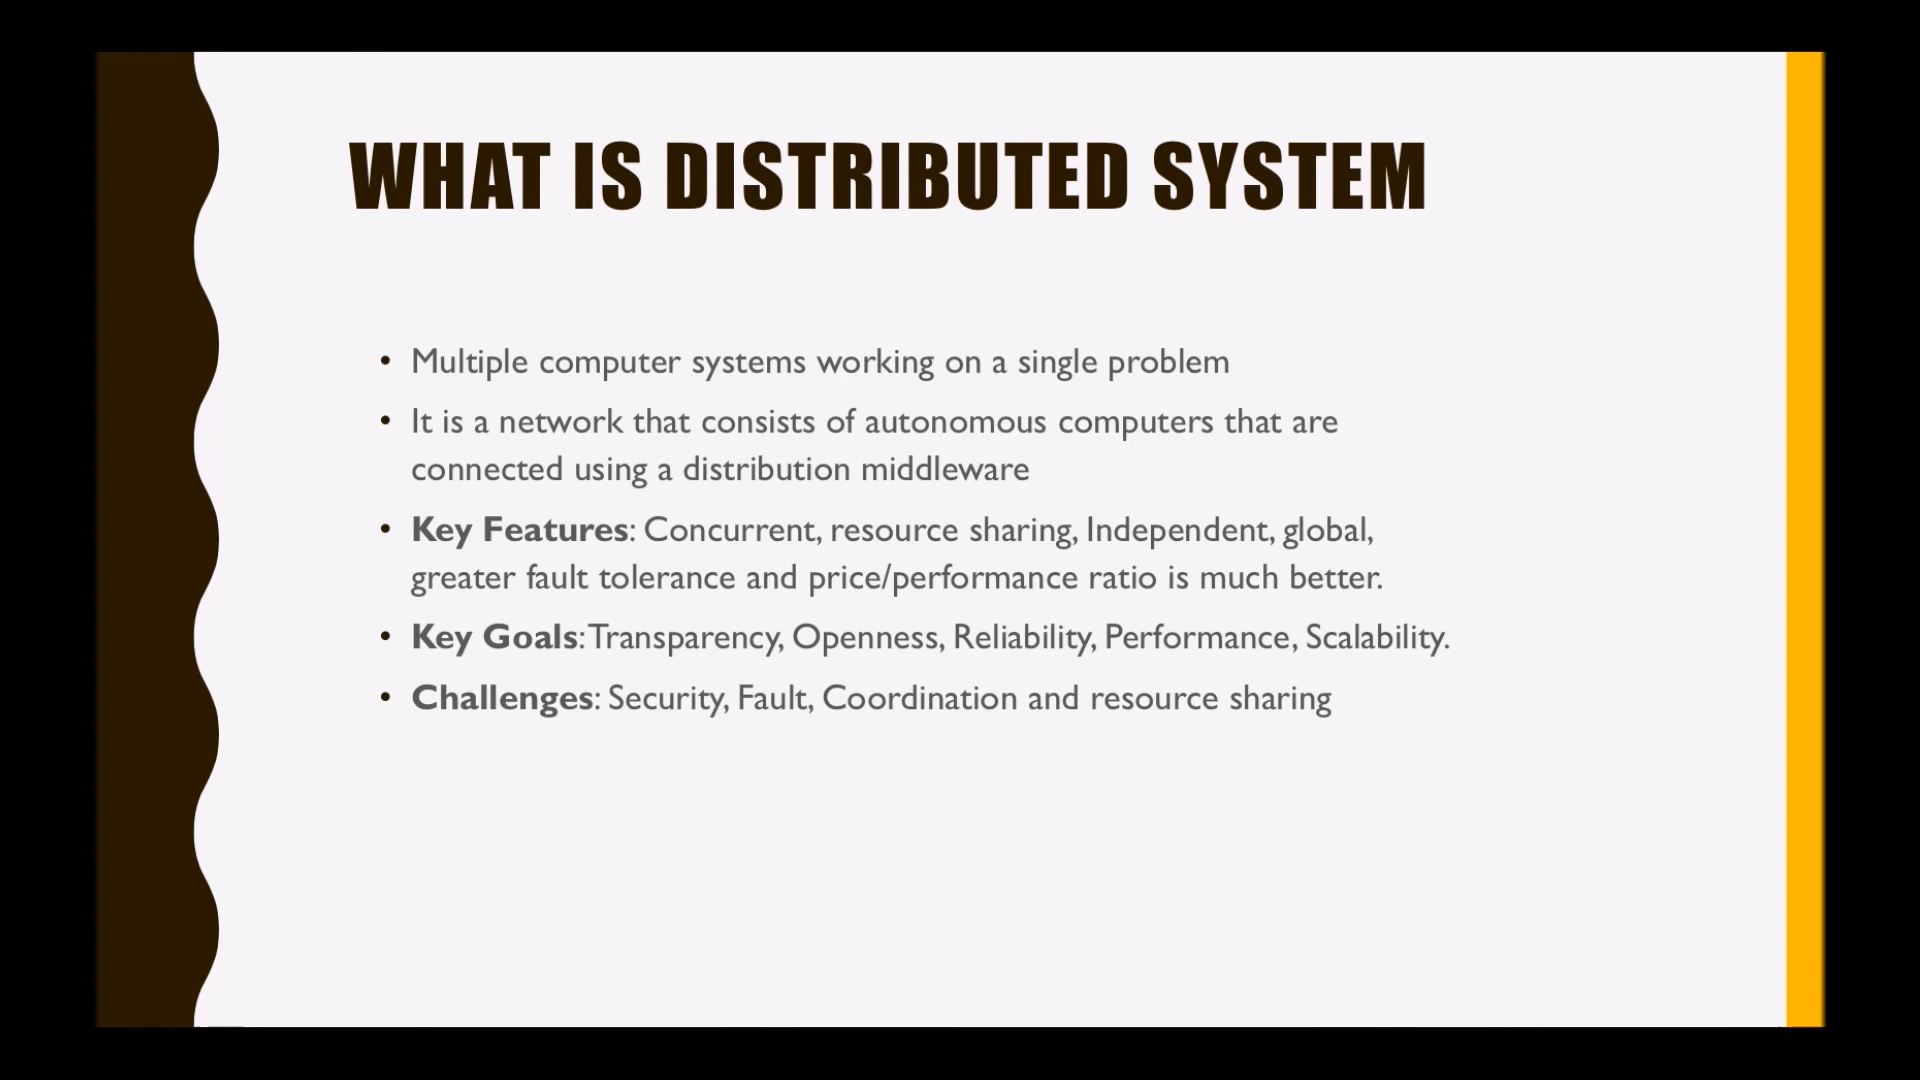 WHAT IS DISTRIBUTED SYSTEM
• Multiple computer systems working on a single problem
• It is a network that consists of autonomous computers that are
connected using a distribution middleware
• Key Features: Concurrent, resource sharing, Independent, global,
greater fault tolerance and price/performance ratio is much better.
• Key Goals: Transparency, Openness, Reliability, Performance, Scalability.
• Challenges: Security, Fault, Coordination and resource sharing